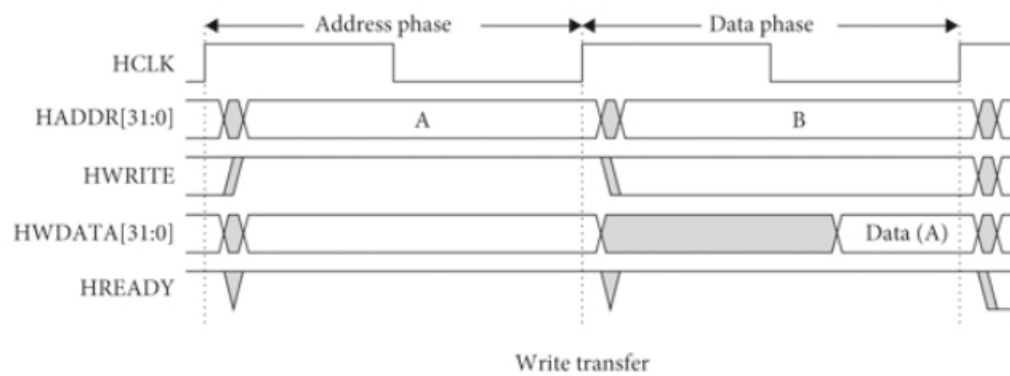 Address phase Data phase
HCLK
HADDR[31:0] A B
HWRITE
HWDATA[31:0] Data (A)
HREADY
Write transfer